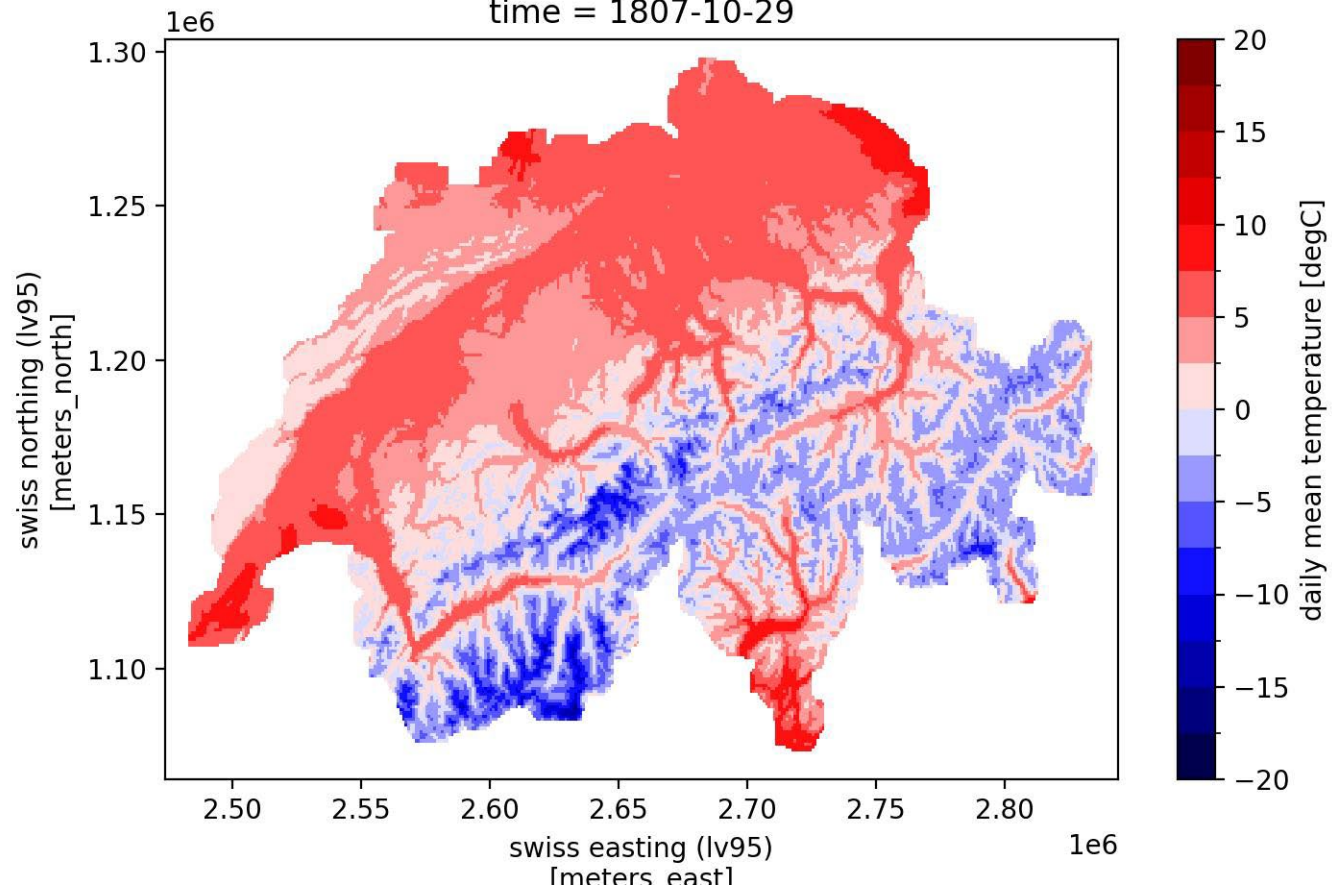 time = 1807-10-29
1e6
1.30
1.25
1.20
1.15
1.10
swiss northing (lv95)
[meters_north]
2.50 2.55 2.60 2.65 2.70 2.75 2.80
1e6
swiss easting (lv95)
[meters_east]
20
15
10
5
0
−5
−10
−15
−20
daily mean temperature [degC]